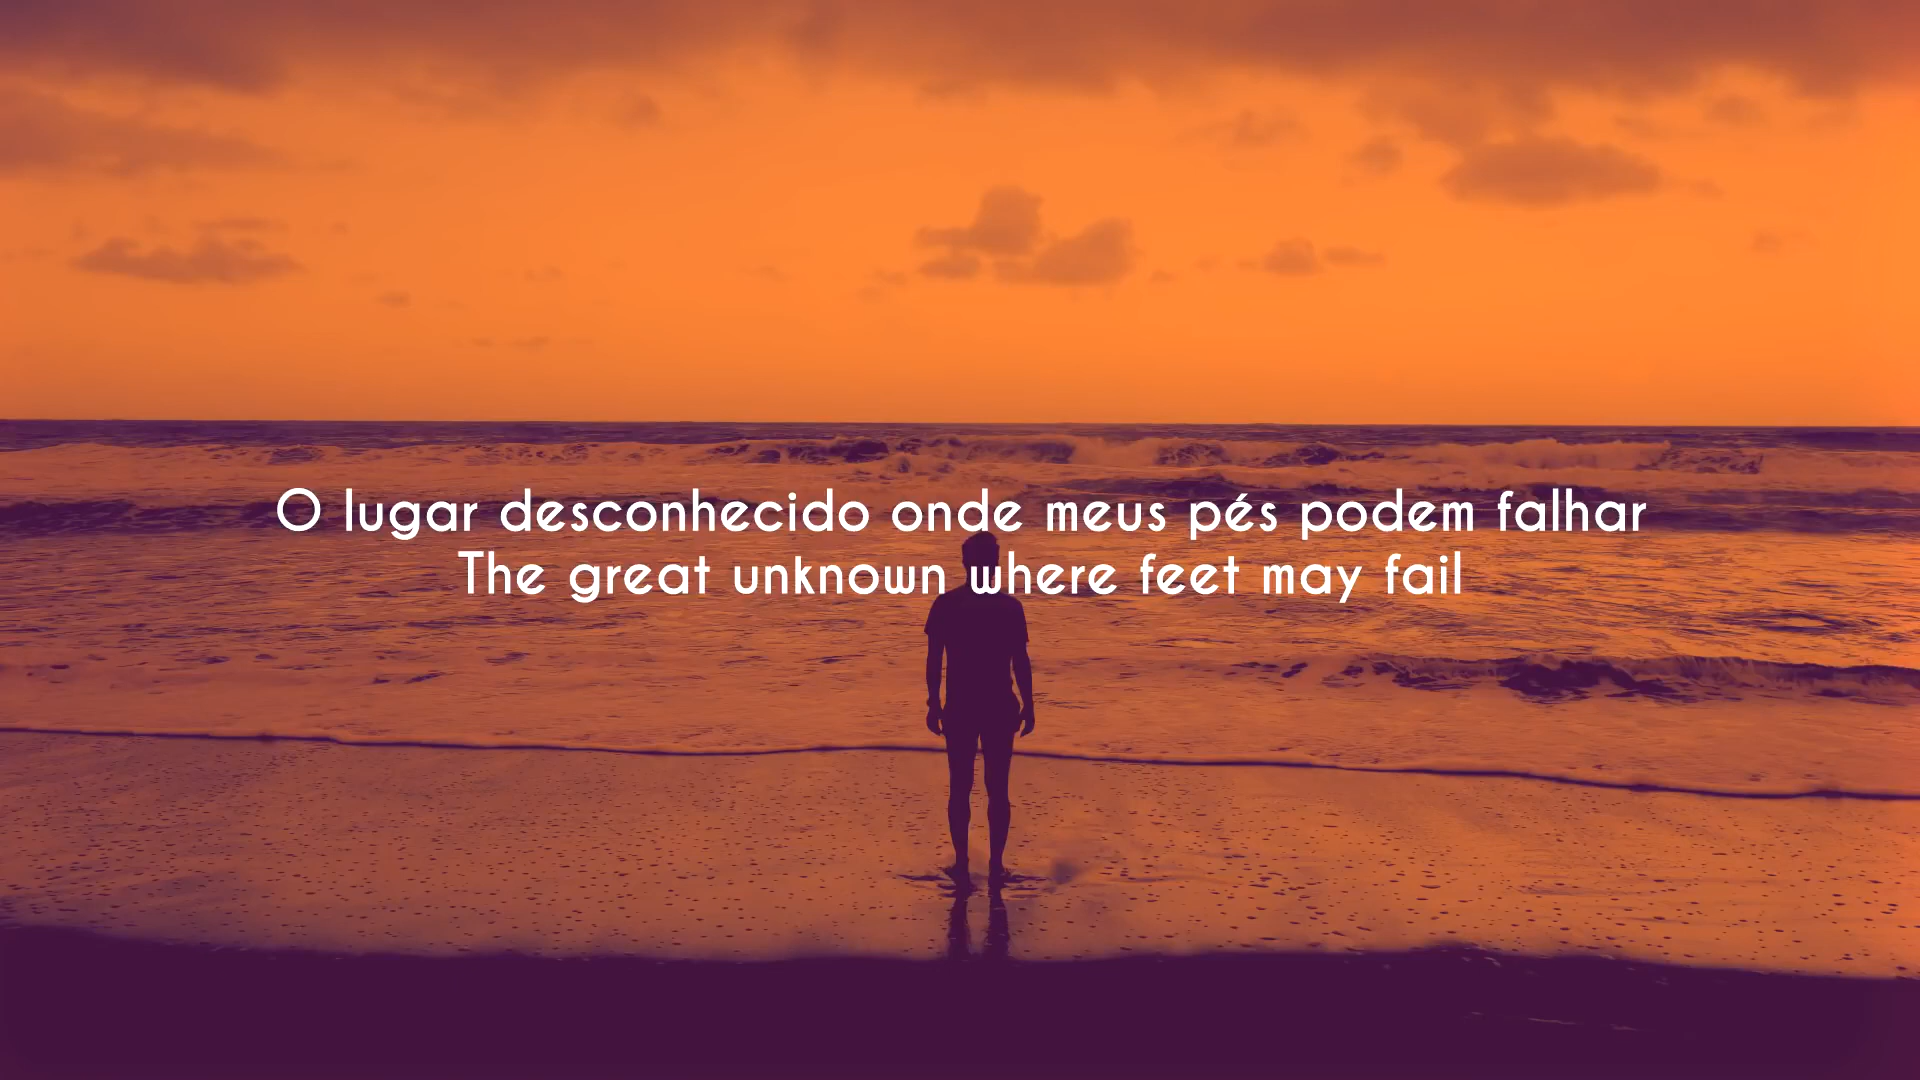 O lugar desconhecido onde meus pés podem falhar
The great unknown where feet may fail